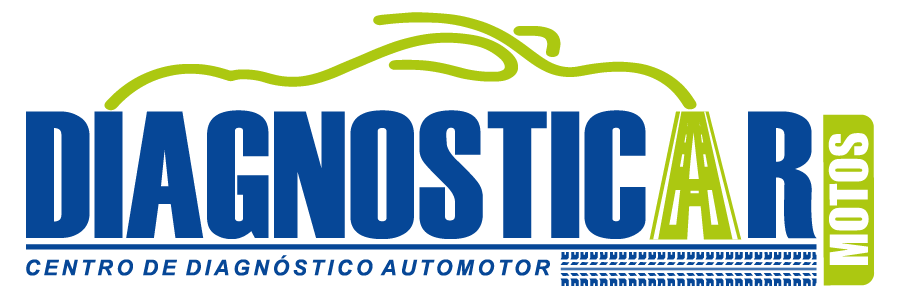 DIAGNOSTICAR
MOTOS
CENTRO DE DIAGNÓSTICO AUTOMOTOR